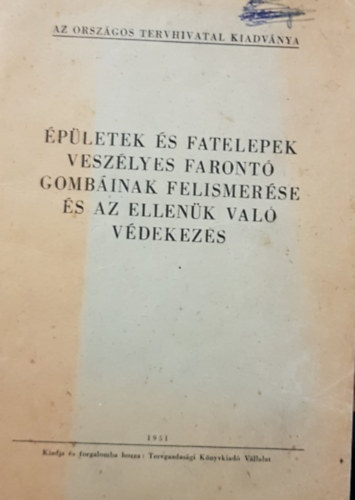 AZ ORSZÁGOS TERVHIVATAL KIADVÁNYA
ÉPÜLETEK ÉS FATELEPEK
VESZÉLYES FARONTÓ
GOMBÁINAK FELISMERÉSE
ÉS AZ ELLENÜK VALÓ
VÉDEKEZÉS
1951
Kiadja és forgalomba hozza: Tervgazdasági Könyvkiadó Vállalat